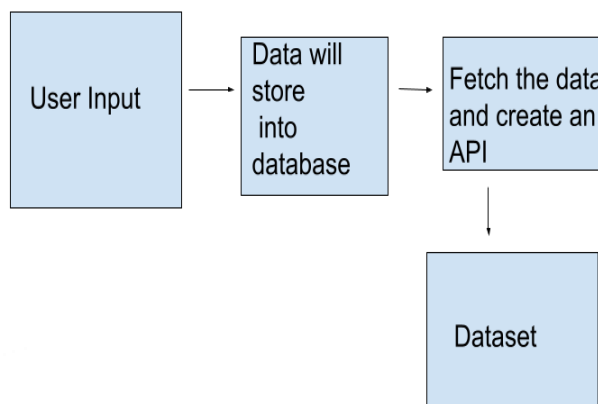 User Input
Data will
store
into
database
Fetch the data
and create an
API
Dataset